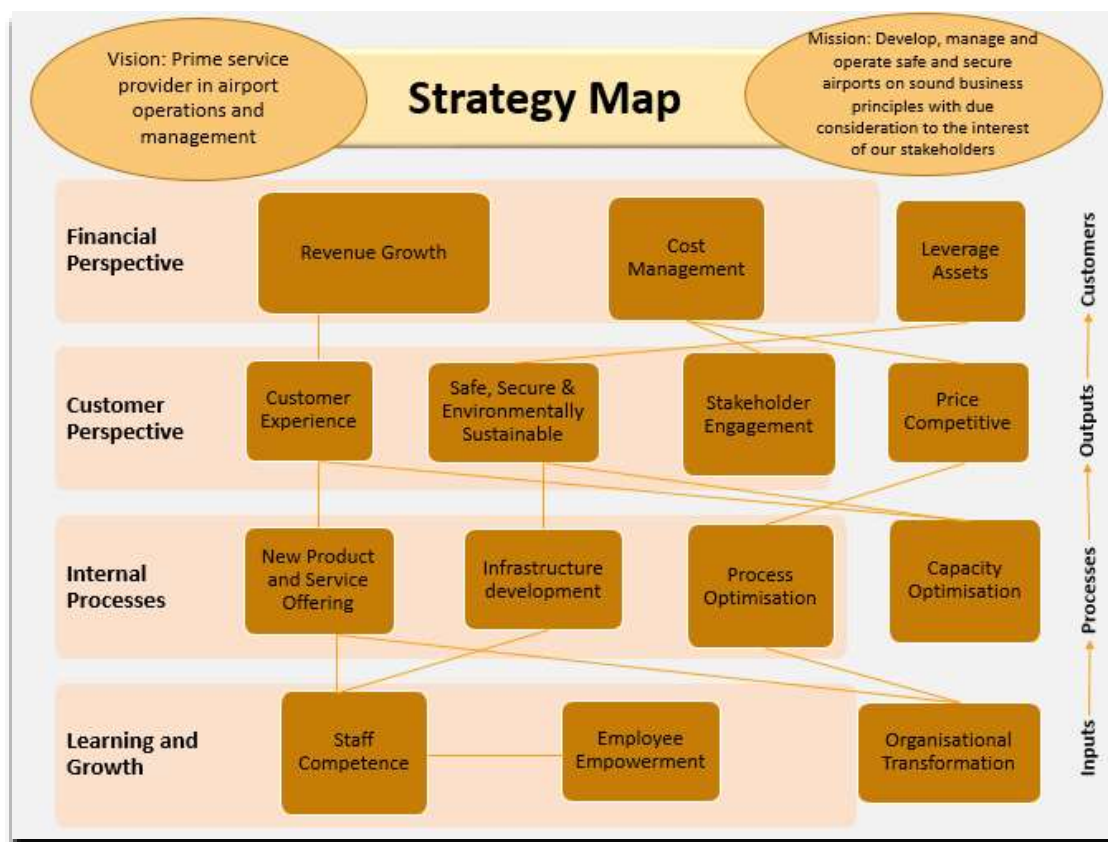 Vision: Prime service
provider in airport
operations and
management
Strategy Map
Mission: Develop, manage and
operate safe and secure
airports on sound business
principles with due
consideration to the interest
of our stakeholders
Financial
Perspective
Revenue Growth
Cost
Management
Leverage
Assets
Customer
Perspective
Customer
Experience
Safe, Secure &
Environmentally
Sustainable
Stakeholder
Engagement
Price
Competitive
Internal
Processes
New Product
and Service
Offering
Infrastructure
development
Process
Optimisation
Capacity
Optimisation
Learning and
Growth
Staff
Competence
Employee
Empowerment
Organisational
Transformation
Inputs
Processes
Outputs
Customers